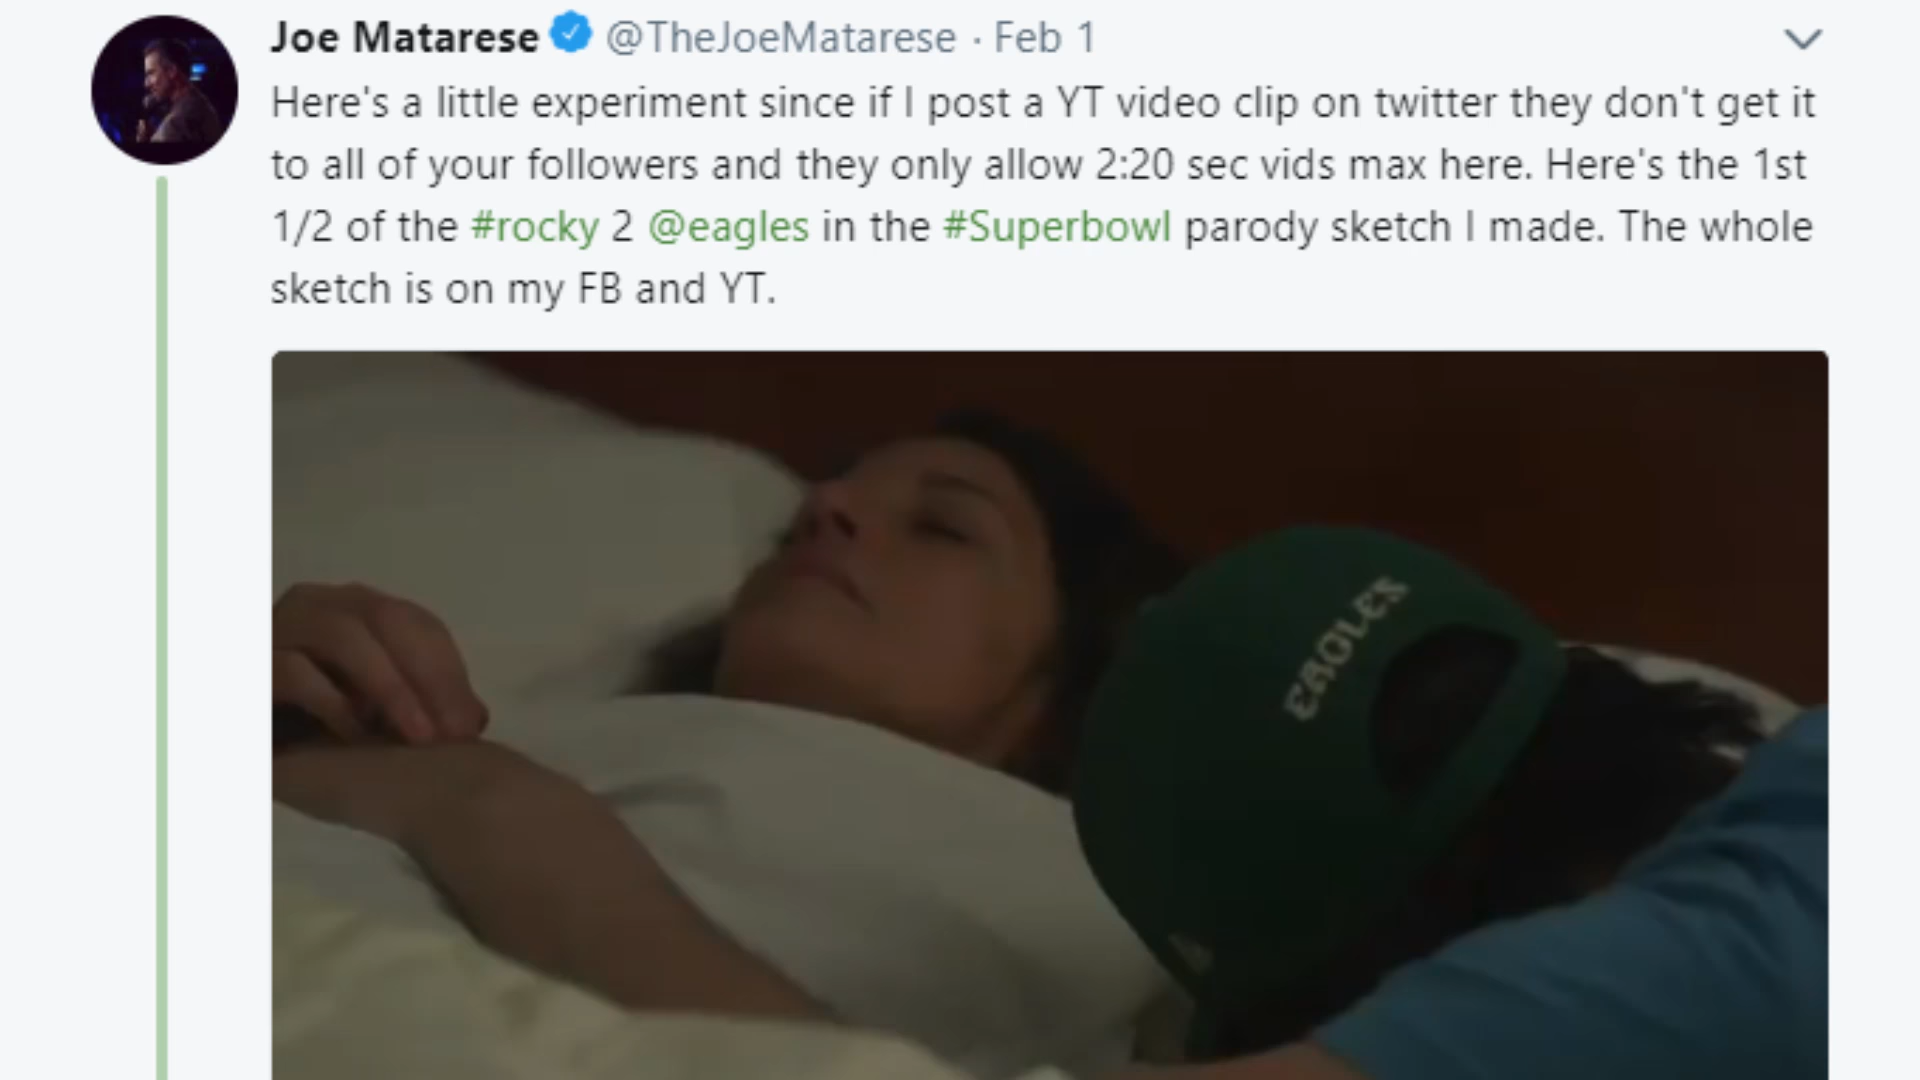 Joe Matarese @TheJoeMatarese · Feb 1
Here's a little experiment since if I post a YT video clip on twitter they don't get it
to all of your followers and they only allow 2:20 sec vids max here. Here's the 1st
1/2 of the #rocky 2 @eagles in the #Superbowl parody sketch I made. The whole
sketch is on my FB and YT.
EAGLES